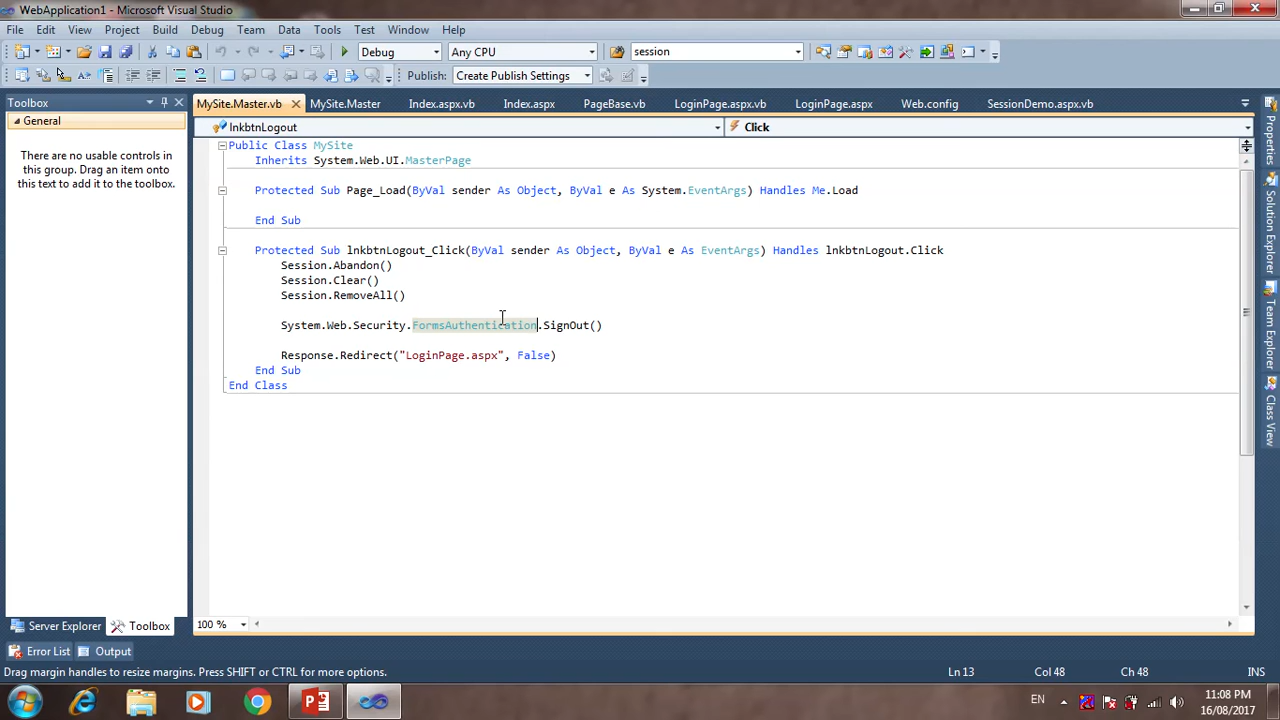 WebApplication1 - Microsoft Visual Studio
File Edit View Project Build Debug Team Data Tools Test Window Help
Debug Any CPU session
Publish: Create Publish Settings
Toolbox
General
There are no usable controls in
this group. Drag an item onto
this text to add it to the toolbox.
Server Explorer Toolbox
MySite.Master.vb MySite.Master Index.aspx.vb Index.aspx PageBase.vb LoginPage.aspx.vb LoginPage.aspx Web.config SessionDemo.aspx.vb
lnkbtnLogout Click
Public Class MySite
Inherits System.Web.UI.MasterPage
Protected Sub Page_Load(ByVal sender As Object, ByVal e As System.EventArgs) Handles Me.Load
End Sub
Protected Sub lnkbtnLogout_Click(ByVal sender As Object, ByVal e As EventArgs) Handles lnkbtnLogout.Click
Session.Abandon()
Session.Clear()
Session.RemoveAll()
System.Web.Security.FormsAuthentication.SignOut()
Response.Redirect("LoginPage.aspx", False)
End Sub
End Class
100 %
Properties
Solution Explorer
Team Explorer
Class View
Error List Output
Drag margin handles to resize margins. Press SHIFT or CTRL for more options. Ln 13 Col 48 Ch 48 INS
EN 11:08 PM
16/08/2017